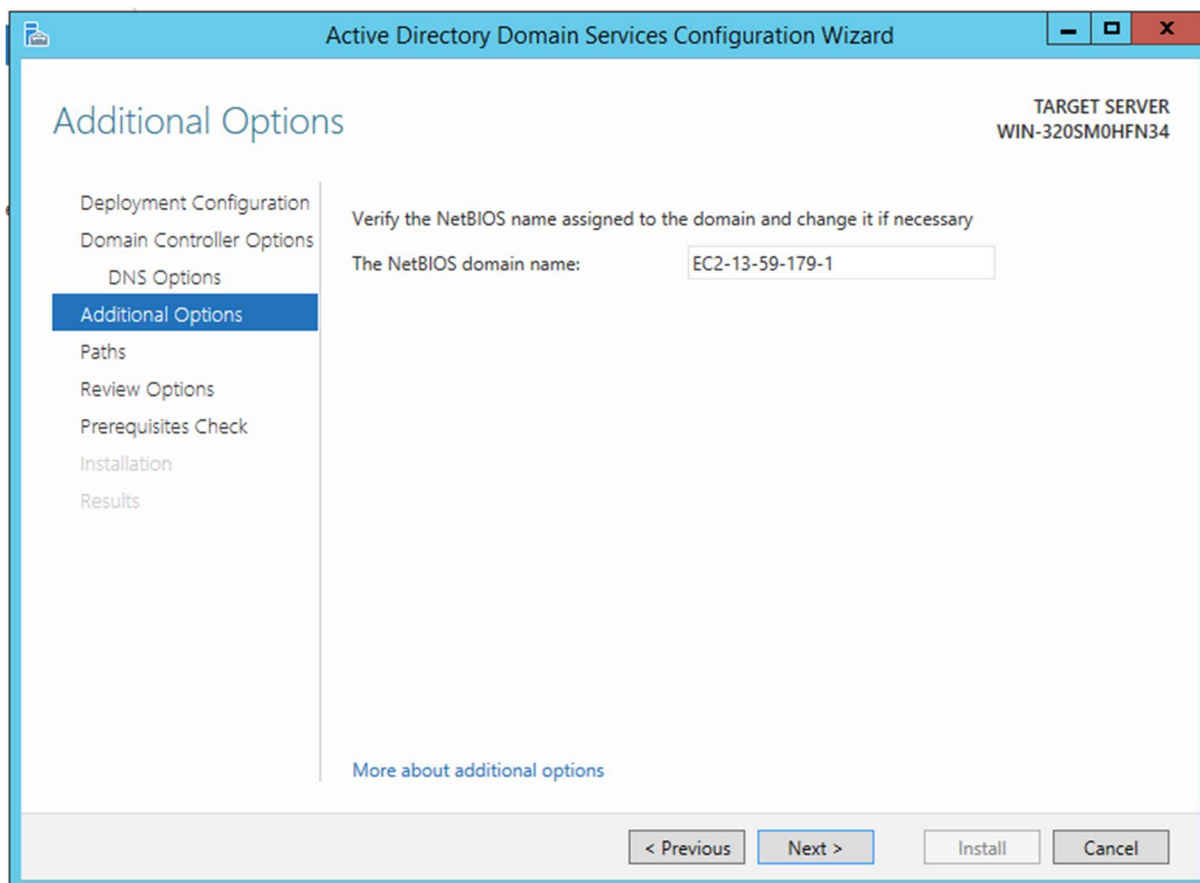 Active Directory Domain Services Configuration Wizard
Additional Options
TARGET SERVER
WIN-320SM0HFN34
Deployment Configuration
Domain Controller Options
DNS Options
Additional Options
Paths
Review Options
Prerequisites Check
Installation
Results
Verify the NetBIOS name assigned to the domain and change it if necessary
The NetBIOS domain name: EC2-13-59-179-1
More about additional options
< Previous Next > Install Cancel